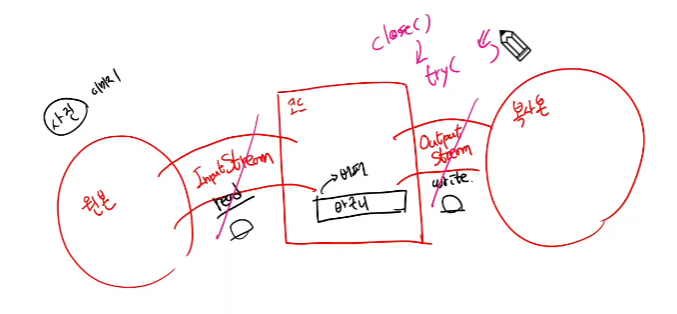 close()
try(
사진
이미지
원본
InputStream
read
코드
버퍼
바구니
Output
Stream
write.
복사본